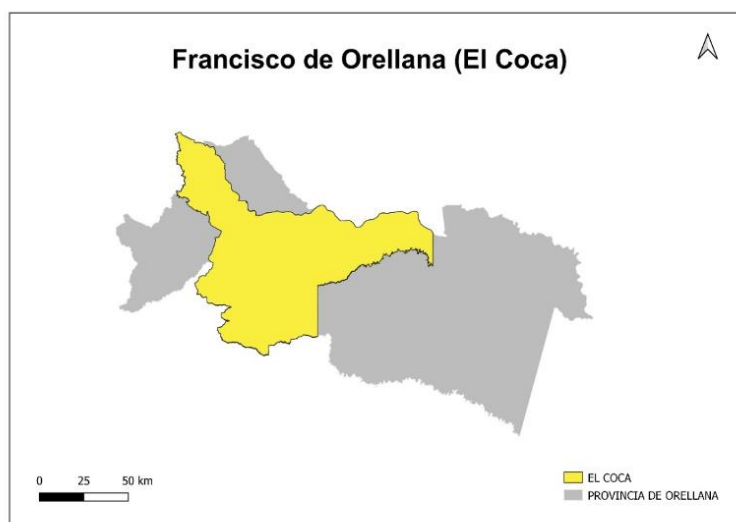 Francisco de Orellana (El Coca)
0 25 50 km
EL COCA
PROVINCIA DE ORELLANA